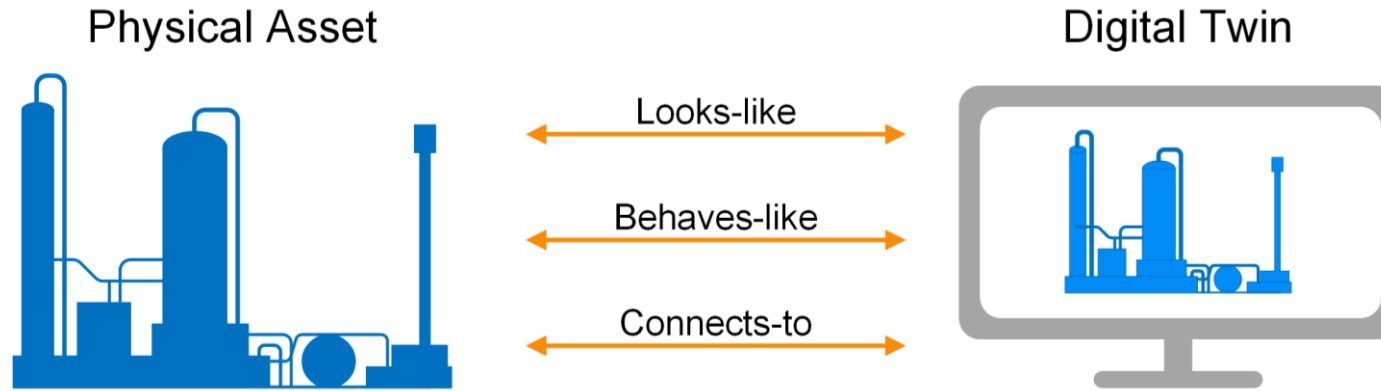 Physical Asset
Digital Twin
Looks-like
Behaves-like
Connects-to